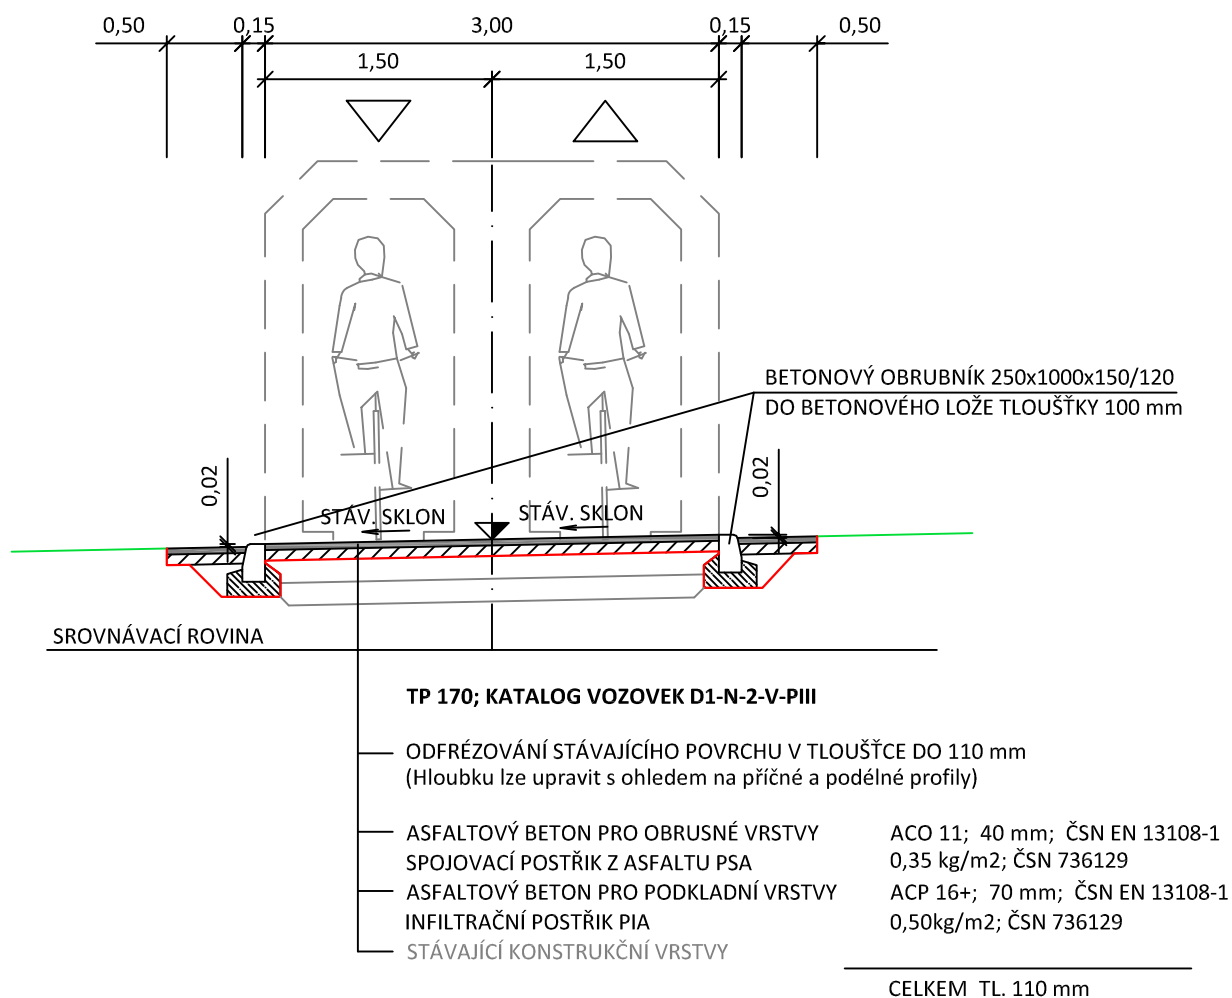 0,50 0,15 3,00 0,15 0,50
1,50 1,50
BETONOVÝ OBRUBNÍK 250x1000x150/120
DO BETONOVÉHO LOŽE TLOUŠŤKY 100 mm
0,02 0,02
STÁV. SKLON STÁV. SKLON
SROVNÁVACÍ ROVINA
TP 170; KATALOG VOZOVEK D1-N-2-V-PIII
ODFRÉZOVÁNÍ STÁVAJÍCÍHO POVRCHU V TLOUŠŤCE DO 110 mm
(Hloubku lze upravit s ohledem na příčné a podélné profily)
ASFALTOVÝ BETON PRO OBRUSNÉ VRSTVY ACO 11; 40 mm; ČSN EN 13108-1
SPOJOVACÍ POSTŘIK Z ASFALTU PSA 0,35 kg/m2; ČSN 736129
ASFALTOVÝ BETON PRO PODKLADNÍ VRSTVY ACP 16+; 70 mm; ČSN EN 13108-1
INFILTRAČNÍ POSTŘIK PIA 0,50kg/m2; ČSN 736129
STÁVAJÍCÍ KONSTRUKČNÍ VRSTVY
CELKEM TL. 110 mm